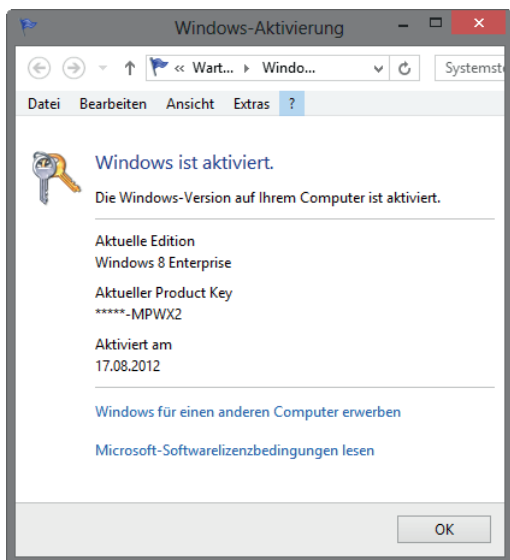 Windows-Aktivierung
« Wart... Windo... Systemste
Datei Bearbeiten Ansicht Extras ?
Windows ist aktiviert.
Die Windows-Version auf Ihrem Computer ist aktiviert.
Aktuelle Edition
Windows 8 Enterprise
Aktueller Product Key
*****-MPWX2
Aktiviert am
17.08.2012
Windows für einen anderen Computer erwerben
Microsoft-Softwarelizenzbedingungen lesen
OK